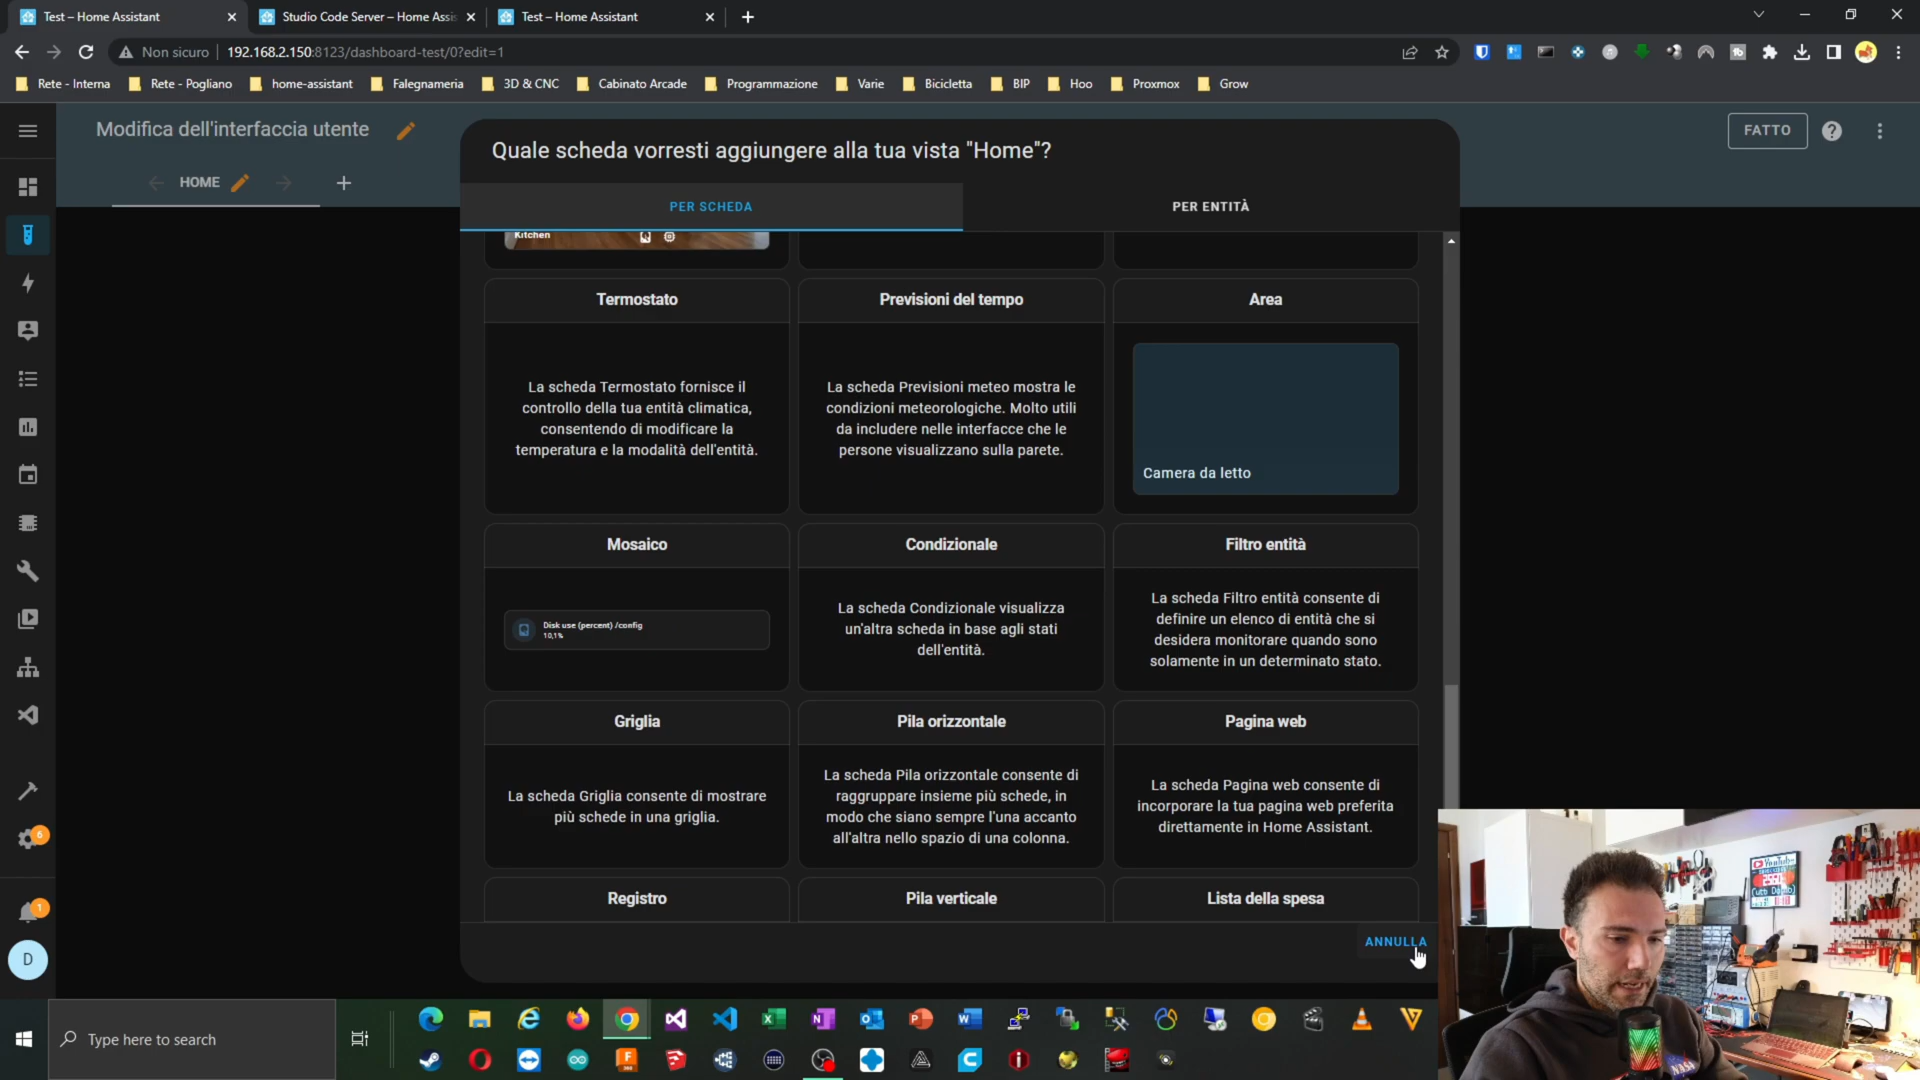 Test – Home Assistant
Studio Code Server – Home Assis
Test – Home Assistant
Non sicuro
192.168.2.150:8123/dashboard-test/0?edit=1
Rete - Interna
Rete - Pogliano
home-assistant
Falegnameria
3D & CNC
Cabinato Arcade
Programmazione
Varie
Bicicletta
BIP
Hoo
Proxmox
Grow
Modifica dell'interfaccia utente
FATTO
HOME
Quale scheda vorresti aggiungere alla tua vista "Home"?
PER SCHEDA
PER ENTITÀ
Kitchen
Termostato
La scheda Termostato fornisce il
controllo della tua entità climatica,
consentendo di modificare la
temperatura e la modalità dell'entità.
Previsioni del tempo
La scheda Previsioni meteo mostra le
condizioni meteorologiche. Molto utili
da includere nelle interfacce che le
persone visualizzano sulla parete.
Area
Camera da letto
Mosaico
Disk use (percent) /config
10,1%
Condizionale
La scheda Condizionale visualizza
un'altra scheda in base agli stati
dell'entità.
Filtro entità
La scheda Filtro entità consente di
definire un elenco di entità che si
desidera monitorare quando sono
solamente in un determinato stato.
Griglia
La scheda Griglia consente di mostrare
più schede in una griglia.
Pila orizzontale
La scheda Pila orizzontale consente di
raggruppare insieme più schede, in
modo che siano sempre l'una accanto
all'altra nello spazio di una colonna.
Pagina web
La scheda Pagina web consente di
incorporare la tua pagina web preferita
direttamente in Home Assistant.
Registro
Pila verticale
Lista della spesa
ANNULLA
6
1
D
Type here to search
YouTube
NASA